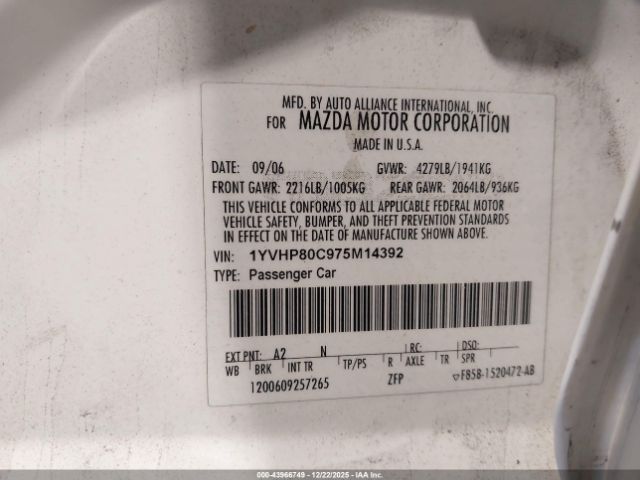 MFD. BY AUTO ALLIANCE INTERNATIONAL, INC.
FOR MAZDA MOTOR CORPORATION
MADE IN U.S.A.
DATE: 09/06 GVWR: 4279LB/1941KG
FRONT GAWR: 2216LB/1005KG REAR GAWR: 2064LB/936KG
THIS VEHICLE CONFORMS TO ALL APPLICABLE FEDERAL MOTOR
VEHICLE SAFETY, BUMPER, AND THEFT PREVENTION STANDARDS
IN EFFECT ON THE DATE OF MANUFACTURE SHOWN ABOVE.
VIN: 1YVHP80C975M14392
TYPE: Passenger Car
EXT PNT: A2 N RC: DSO:
WB BRK INT TR TP/PS R AXLE TR SPR
1200609257265 ZFP F85B-1520472-AB
000-43966749 - 12/22/2025 - IAA Inc.